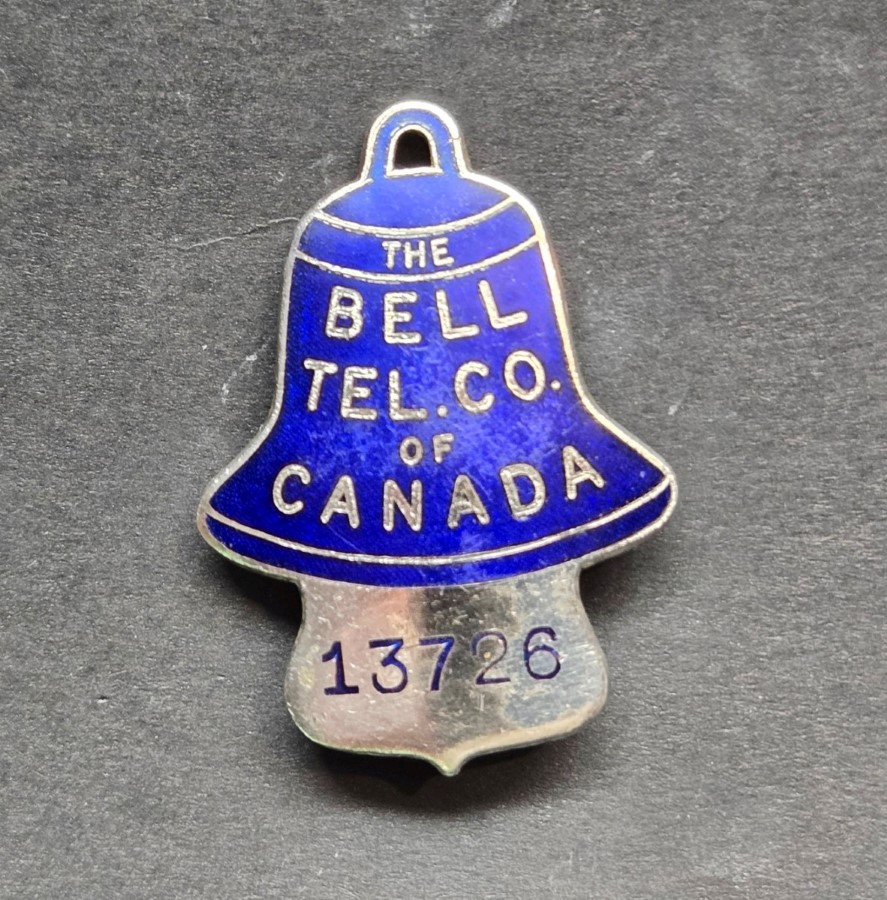 THE
BELL
TEL.CO.
OF
CANADA
13726